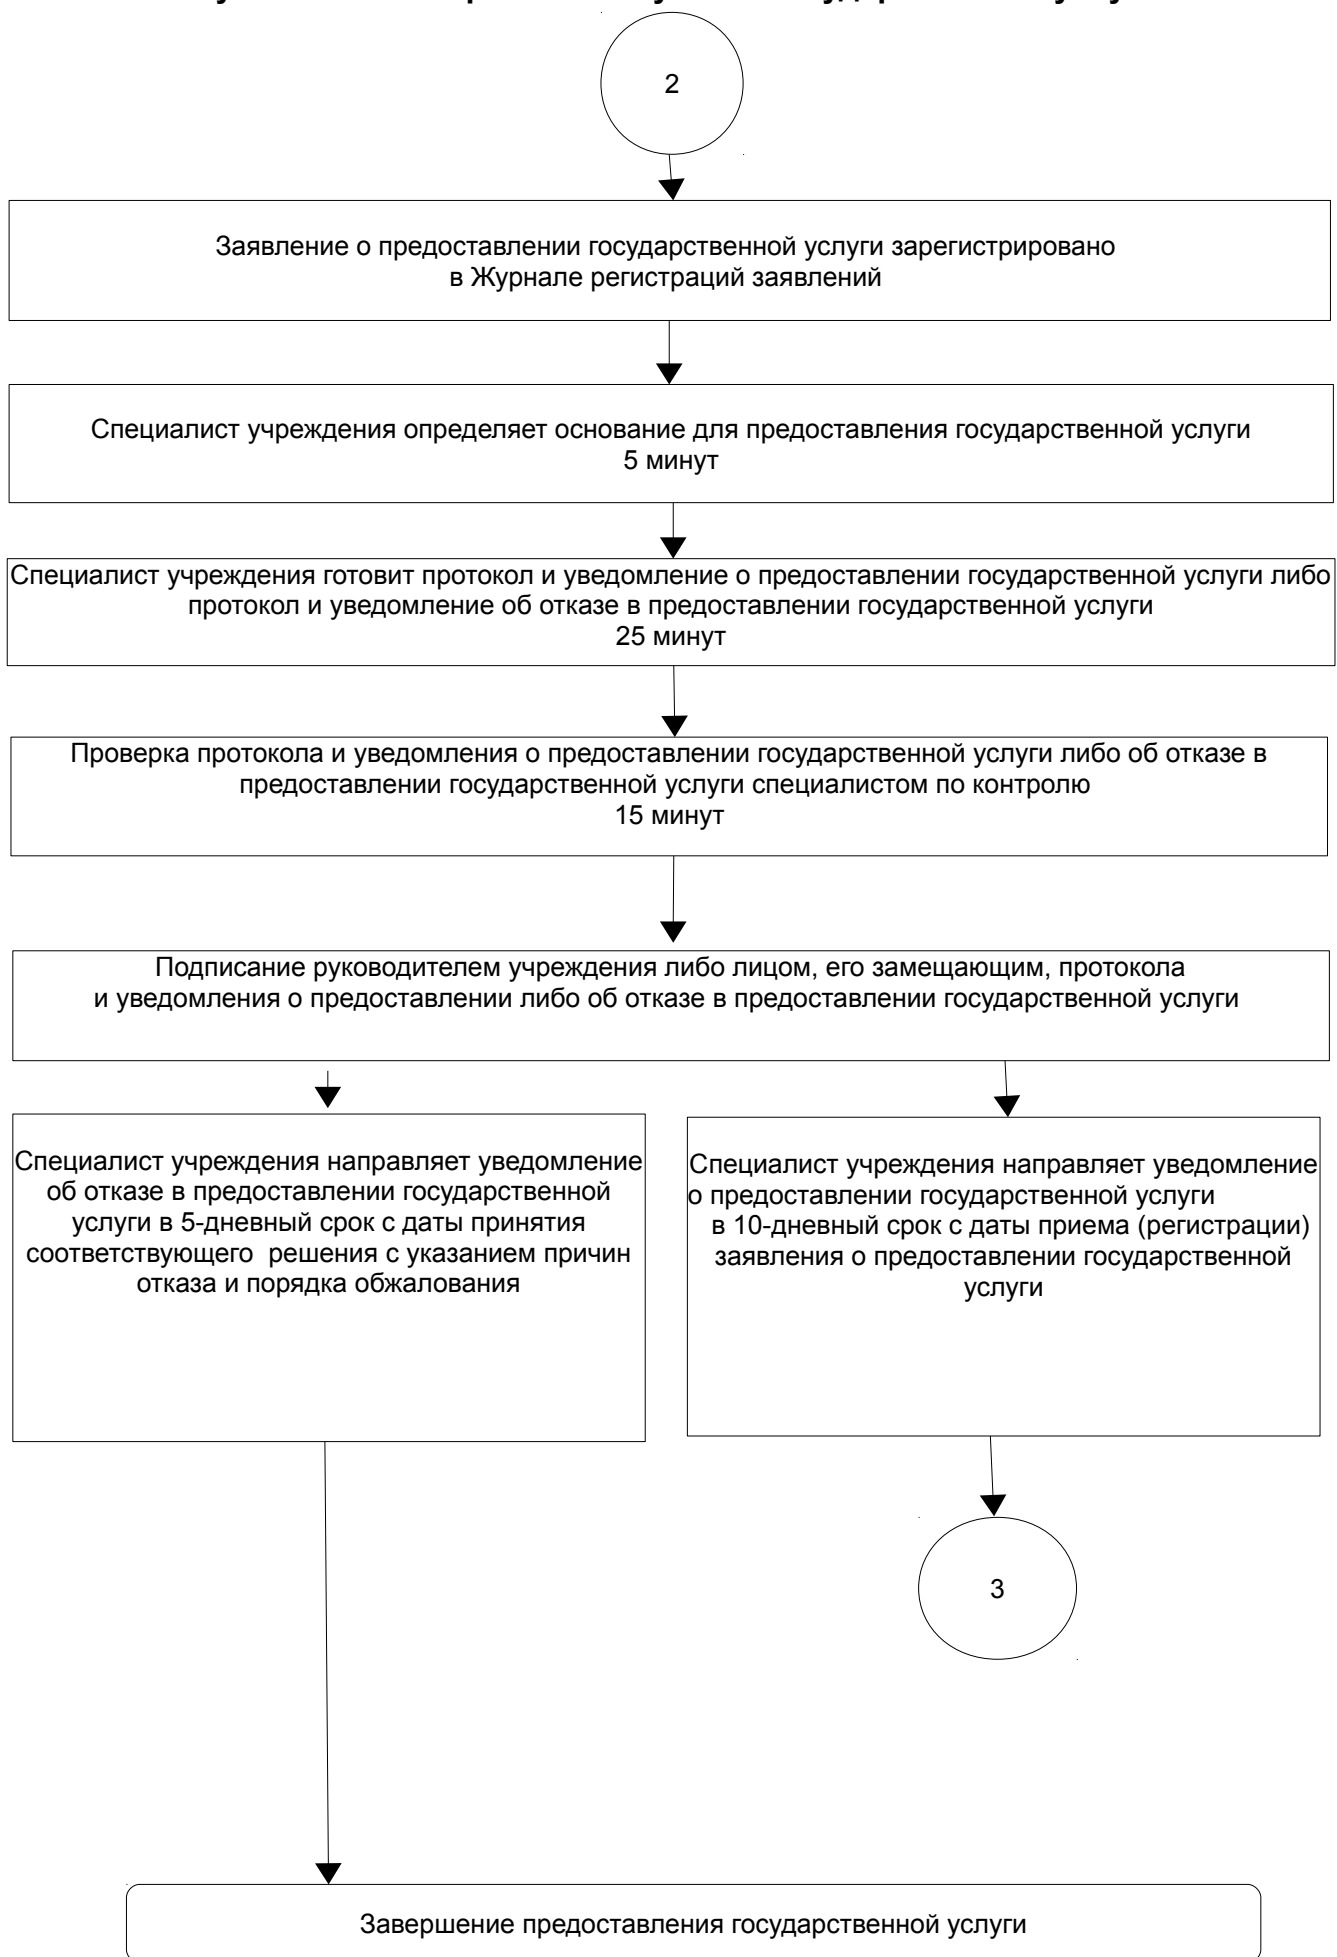 2
Заявление о предоставлении государственной услуги зарегистрировано
в Журнале регистраций заявлений
Специалист учреждения определяет основание для предоставления государственной услуги
5 минут
Специалист учреждения готовит протокол и уведомление о предоставлении государственной услуги либо
протокол и уведомление об отказе в предоставлении государственной услуги
25 минут
Проверка протокола и уведомления о предоставлении государственной услуги либо об отказе в
предоставлении государственной услуги специалистом по контролю
15 минут
Подписание руководителем учреждения либо лицом, его замещающим, протокола
и уведомления о предоставлении либо об отказе в предоставлении государственной услуги
Специалист учреждения направляет уведомление
об отказе в предоставлении государственной
услуги в 5-дневный срок с даты принятия
соответствующего решения с указанием причин
отказа и порядка обжалования
Специалист учреждения направляет уведомление
о предоставлении государственной услуги
в 10-дневный срок с даты приема (регистрации)
заявления о предоставлении государственной
услуги
3
Завершение предоставления государственной услуги